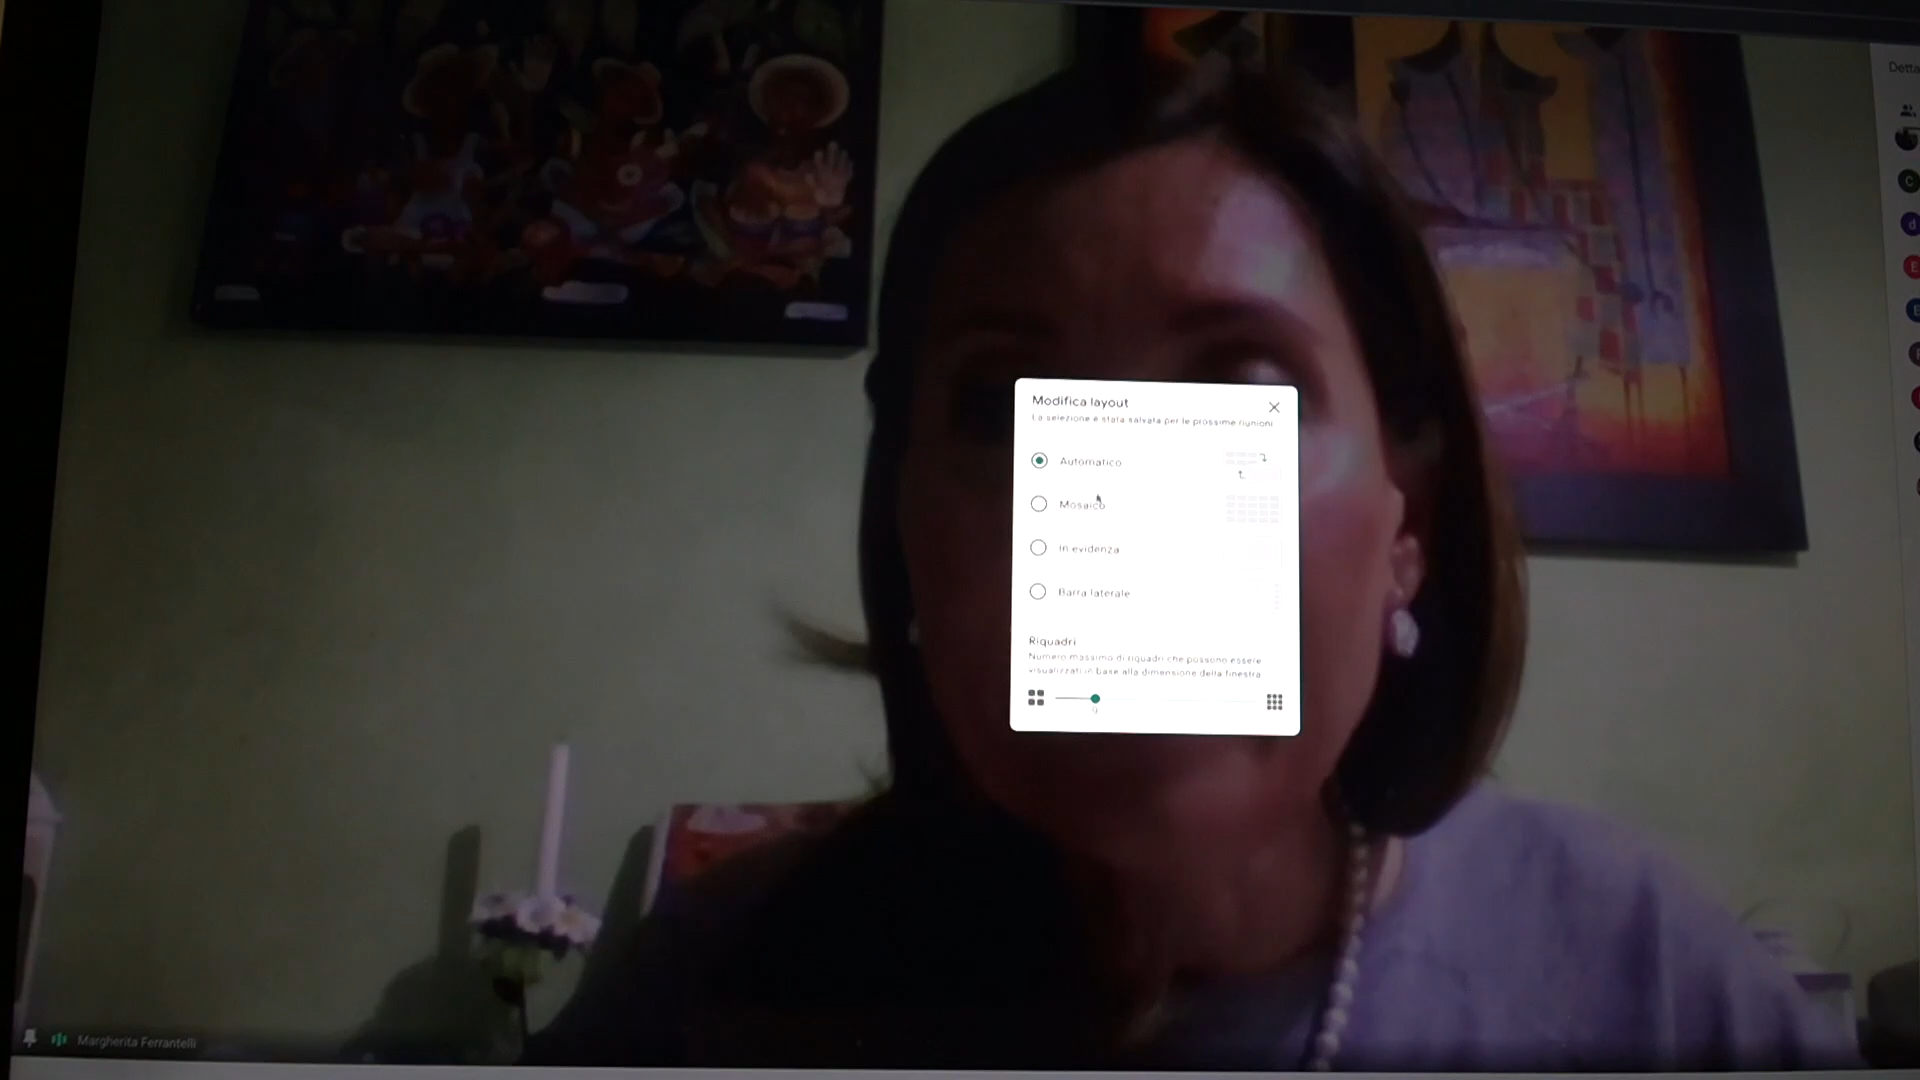 Detta
Modifica layout
La selezione è stata salvata per le prossime riunioni
Automatico
Mosaico
In evidenza
Barra laterale
Riquadri
Numero massimo di riquadri che possono essere
visualizzati in base alla dimensione della finestra
9
C
d
E
Margherita Ferrantelli